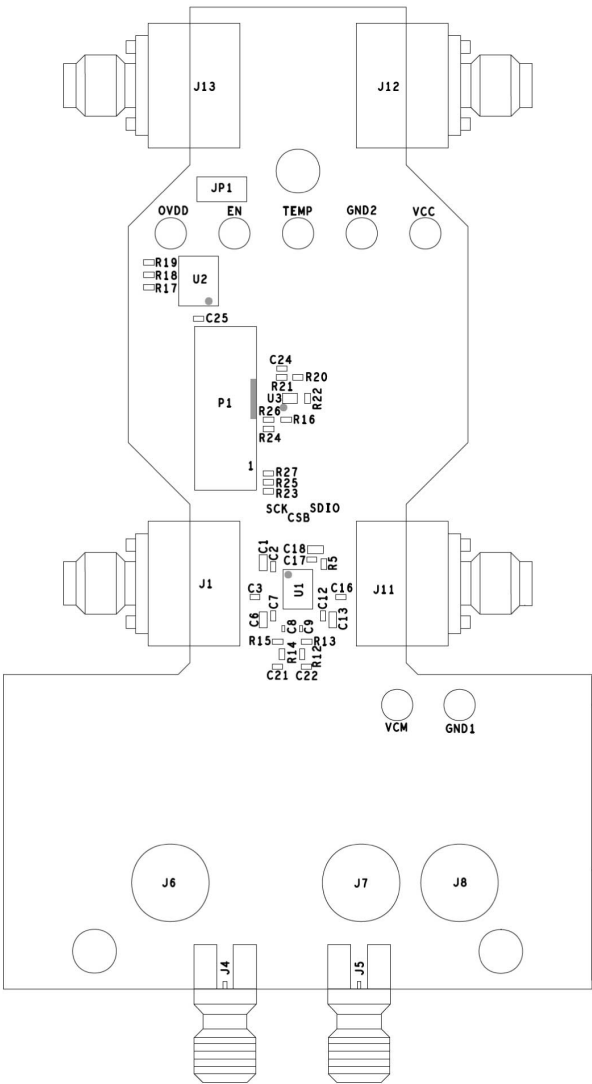 J13 J12
JP1
OVDD EN TEMP GND2 VCC
R19
R18
R17
U2
C25
C24
R21 R20
U3
R22
P1
R26
R16
R24
1
R27
R25
R23
SCK SDIO
CSB
C1
C2
C18
C17
R5
J1
U1
J11
C3
C16
C6
C7
C12
C13
C8
C9
R15 R13
R14
R12
C21 C22
VCM GND1
J6 J7 J8
J4 J5